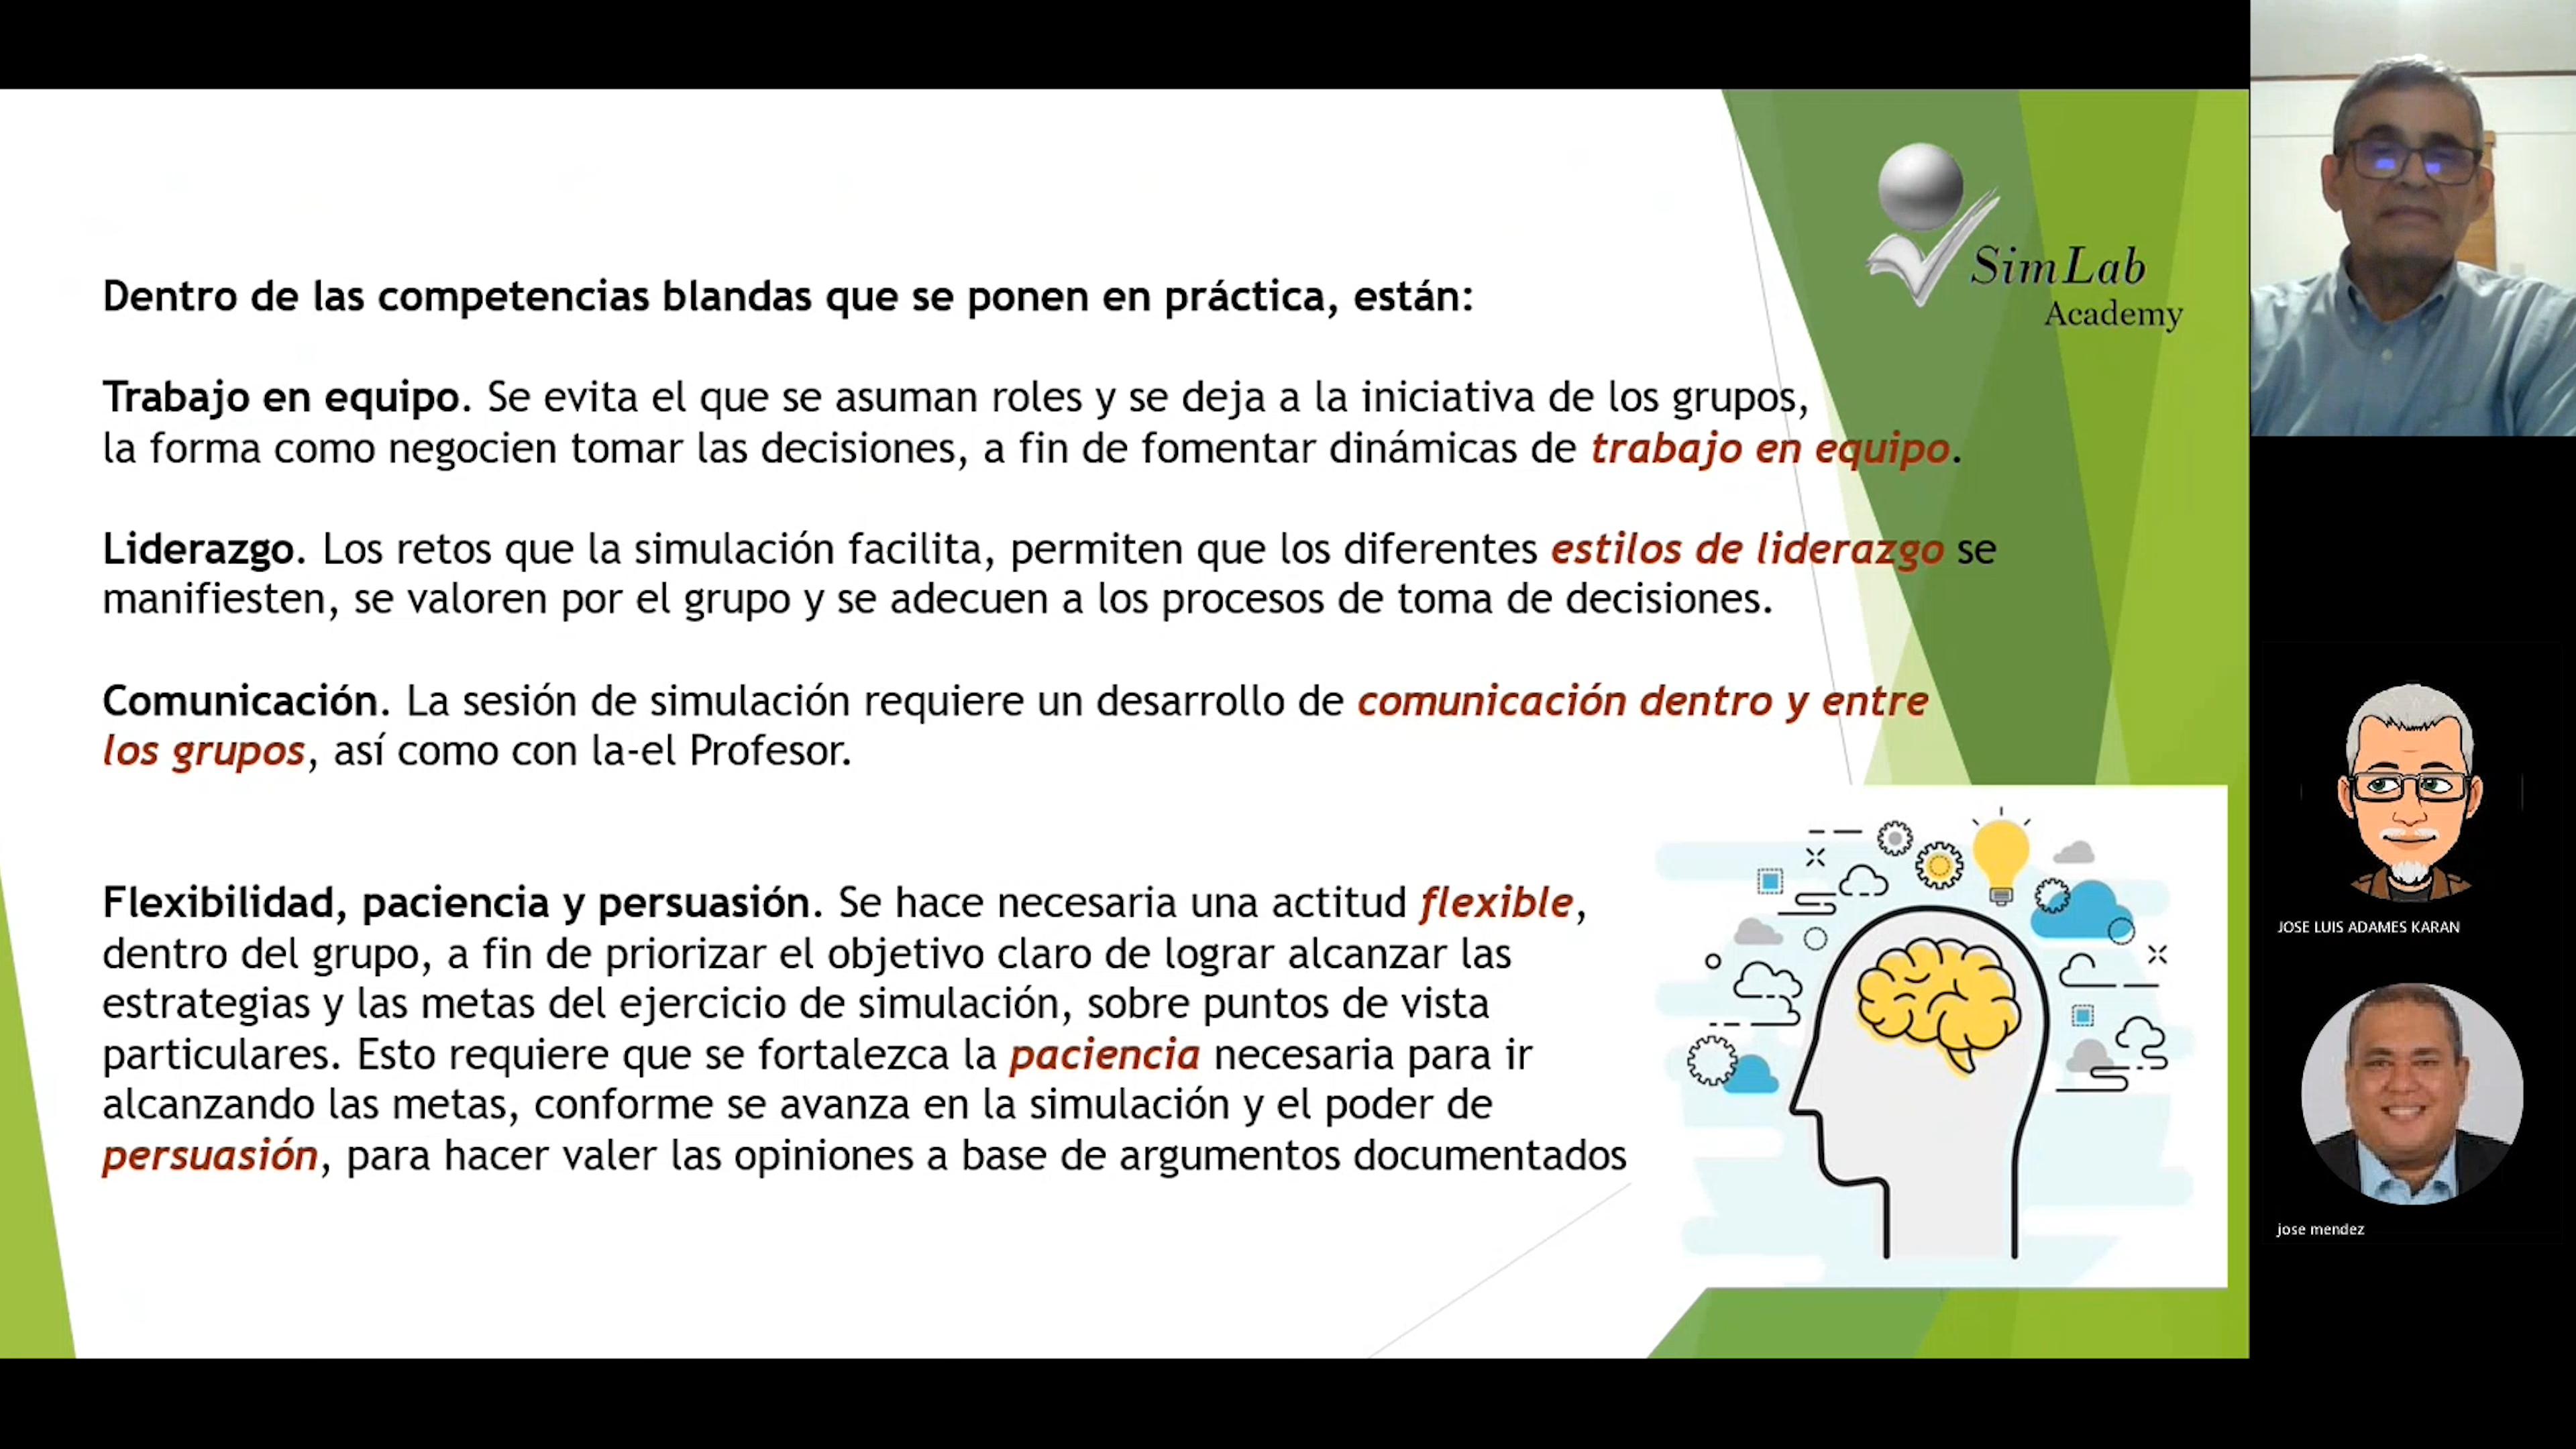 SimLab
Academy
Dentro de las competencias blandas que se ponen en práctica, están:
Trabajo en equipo. Se evita el que se asuman roles y se deja a la iniciativa de los grupos,
la forma como negocien tomar las decisiones, a fin de fomentar dinámicas de trabajo en equipo.
Liderazgo. Los retos que la simulación facilita, permiten que los diferentes estilos de liderazgo se
manifiesten, se valoren por el grupo y se adecuen a los procesos de toma de decisiones.
Comunicación. La sesión de simulación requiere un desarrollo de comunicación dentro y entre
los grupos, así como con la-el Profesor.
Flexibilidad, paciencia y persuasión. Se hace necesaria una actitud flexible,
dentro del grupo, a fin de priorizar el objetivo claro de lograr alcanzar las
estrategias y las metas del ejercicio de simulación, sobre puntos de vista
particulares. Esto requiere que se fortalezca la paciencia necesaria para ir
alcanzando las metas, conforme se avanza en la simulación y el poder de
persuasión, para hacer valer las opiniones a base de argumentos documentados
JOSE LUIS ADAMES KARAN
jose mendez